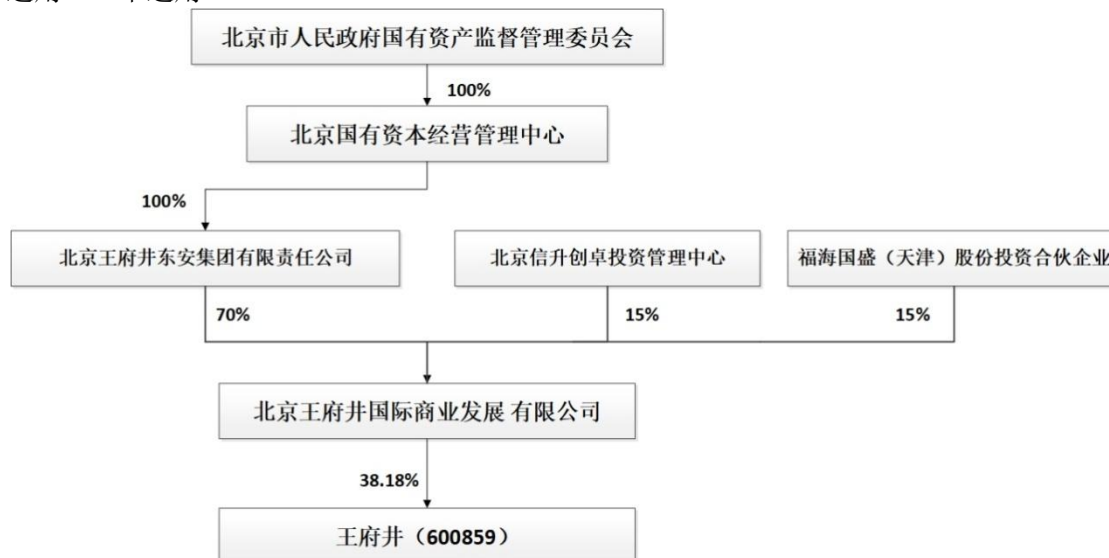 北京市人民政府国有资产监督管理委员会
100%
北京国有资本经营管理中心
100%
北京王府井东安集团有限责任公司
北京信升创卓投资管理中心
福海国盛（天津）股份投资合伙企业
70%
15%
15%
北京王府井国际商业发展 有限公司
38.18%
王府井（600859）